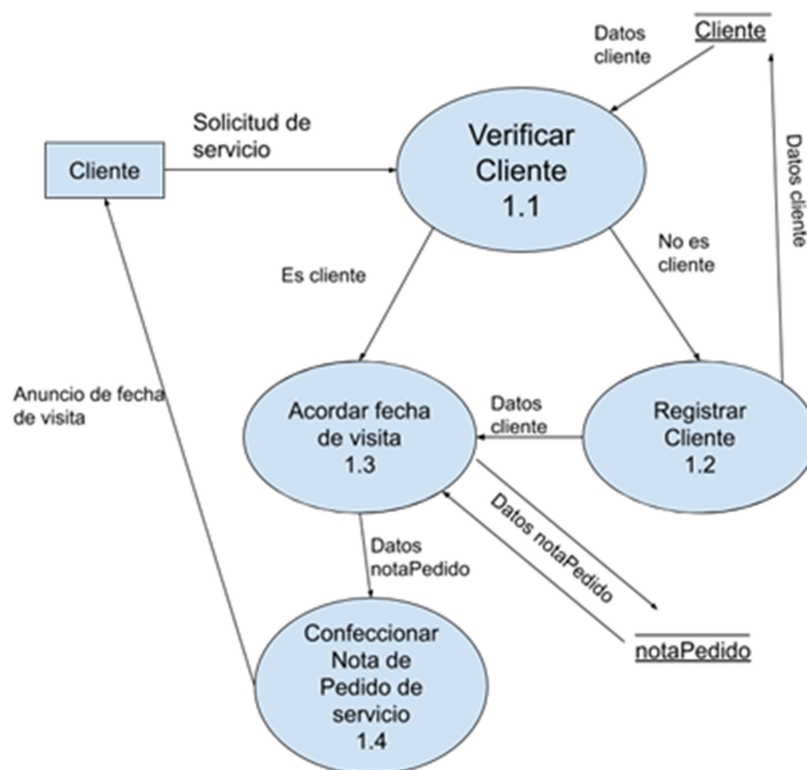 Datos
cliente
Cliente
Solicitud de
servicio
Verificar
Cliente
1.1
Cliente
Datos cliente
Es cliente
No es
cliente
Anuncio de fecha
de visita
Acordar fecha
de visita
1.3
Datos
cliente
Registrar
Cliente
1.2
Datos notaPedido
Datos
notaPedido
Confeccionar
Nota de
Pedido de
servicio
1.4
notaPedido